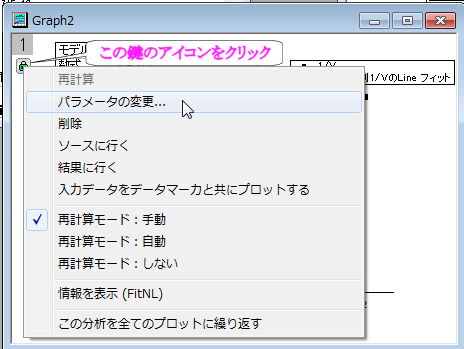 Graph2
1
モデル
この鍵のアイコンをクリック
数式
1/V
1/VのLine フィット
再計算
パラメータの変更...
削除
ソースに行く
結果に行く
入力データをデータマーカと共にプロットする
再計算モード：手動
再計算モード：自動
再計算モード：しない
情報を表示 (FitNL)
この分析を全てのプロットに繰り返す